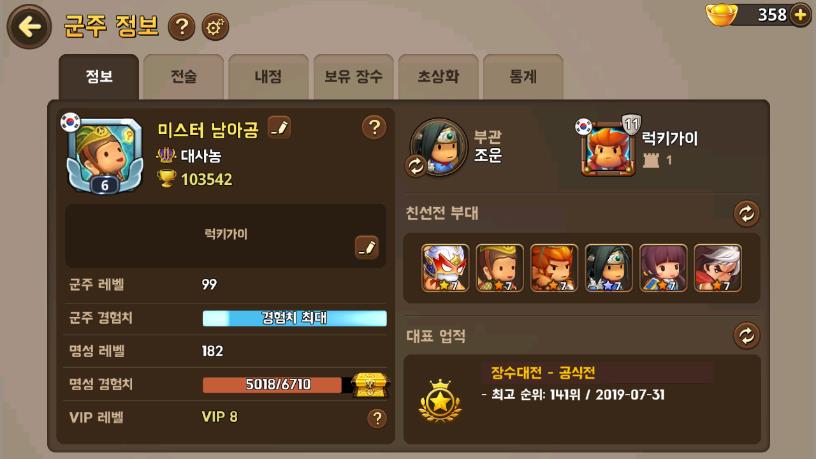 군주 정보 ? 358 +
정보 전술 내정 보유 장수 초상화 통계
미스터 남아공 ?
대사농
103542
6
럭키가이
군주 레벨 99
군주 경험치 경험치 최대
명성 레벨 182
명성 경험치 5018/6710
VIP 레벨 VIP 8 ?
부관
조운
11
럭키가이
1
친선전 부대
7 7 7 7 7 7
대표 업적
장수대전 - 공식전
- 최고 순위: 141위 / 2019-07-31